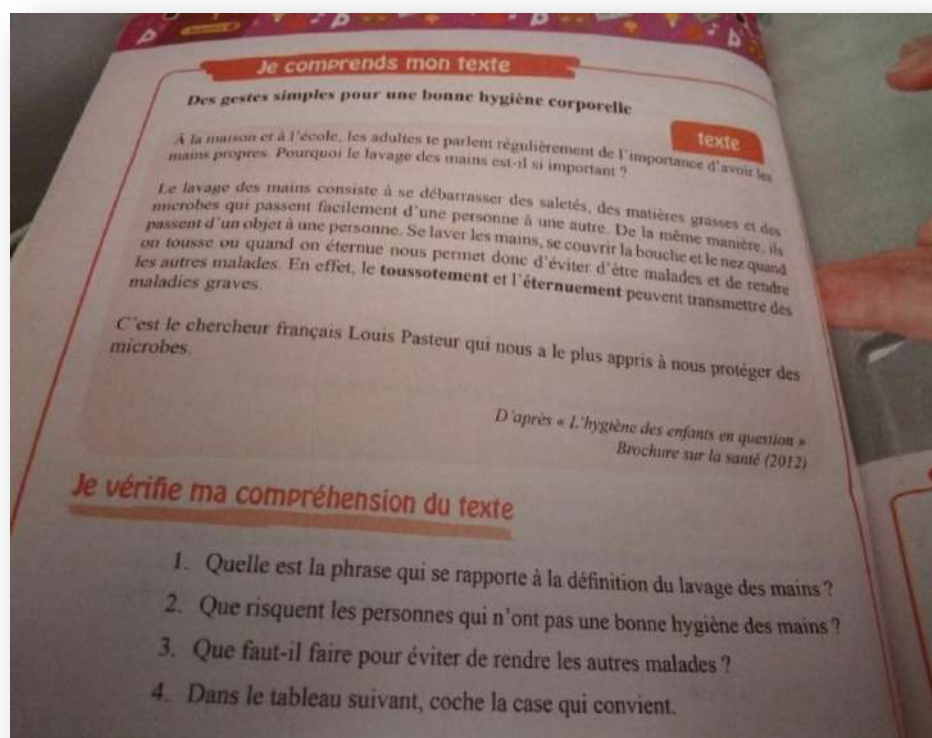 Je comprends mon texte
Des gestes simples pour une bonne hygiène corporelle
texte
À la maison et à l'école, les adultes te parlent régulièrement de l'importance d'avoir les
mains propres. Pourquoi le lavage des mains est-il si important ?
Le lavage des mains consiste à se débarrasser des saletés, des matières grasses et des
microbes qui passent facilement d'une personne à une autre. De la même manière, ils
passent d'un objet à une personne. Se laver les mains, se couvrir la bouche et le nez quand
on tousse ou quand on éternue nous permet donc d'éviter d'être malades et de rendre
les autres malades. En effet, le toussotement et l'éternuement peuvent transmettre des
maladies graves.
C'est le chercheur français Louis Pasteur qui nous a le plus appris à nous protéger des
microbes.
D'après « L'hygiène des enfants en question »
Brochure sur la santé (2012)
Je vérifie ma compréhension du texte
1. Quelle est la phrase qui se rapporte à la définition du lavage des mains ?
2. Que risquent les personnes qui n'ont pas une bonne hygiène des mains ?
3. Que faut-il faire pour éviter de rendre les autres malades ?
4. Dans le tableau suivant, coche la case qui convient.